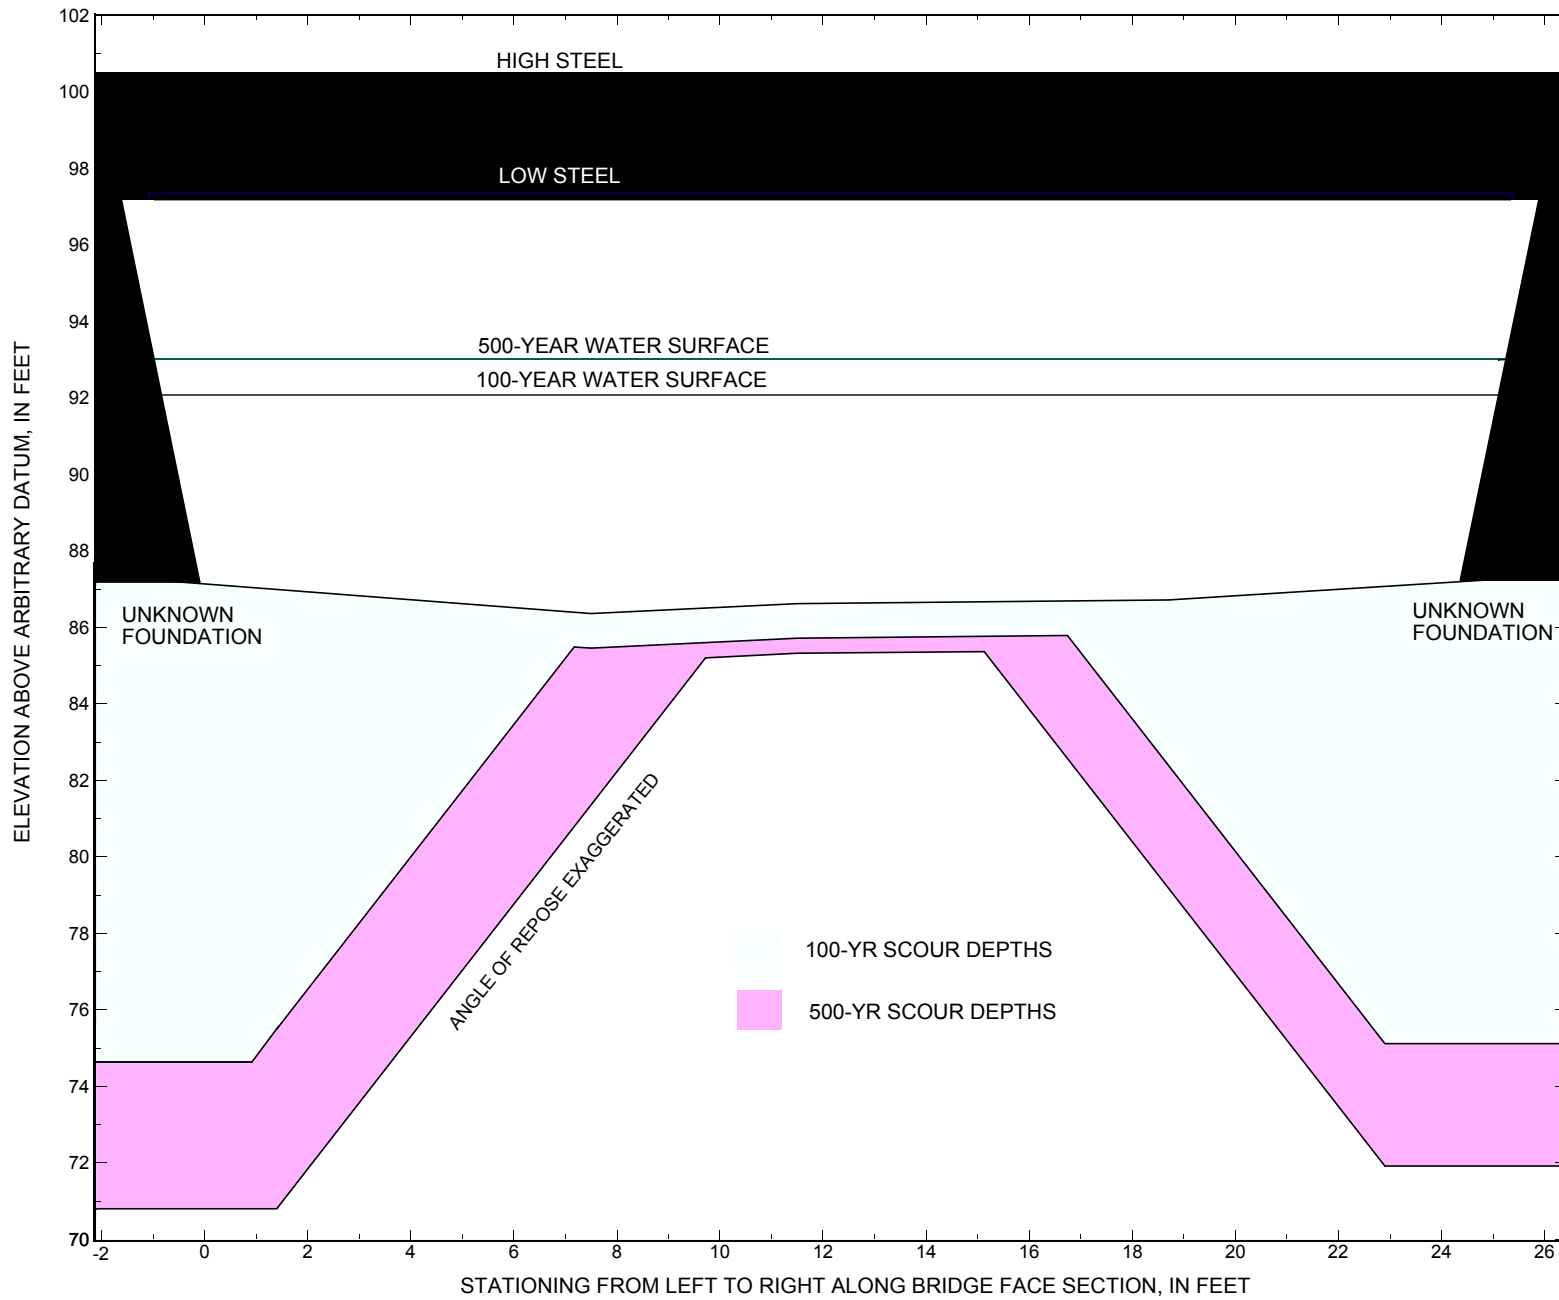 102
100
98
96
94
92
90
88
86
84
82
80
78
76
74
72
70
ELEVATION ABOVE ARBITRARY DATUM, IN FEET
HIGH STEEL
LOW STEEL
500-YEAR WATER SURFACE
100-YEAR WATER SURFACE
UNKNOWN
FOUNDATION
UNKNOWN
FOUNDATION
ANGLE OF REPOSE EXAGGERATED
100-YR SCOUR DEPTHS
500-YR SCOUR DEPTHS
-2 0 2 4 6 8 10 12 14 16 18 20 22 24 26
STATIONING FROM LEFT TO RIGHT ALONG BRIDGE FACE SECTION, IN FEET